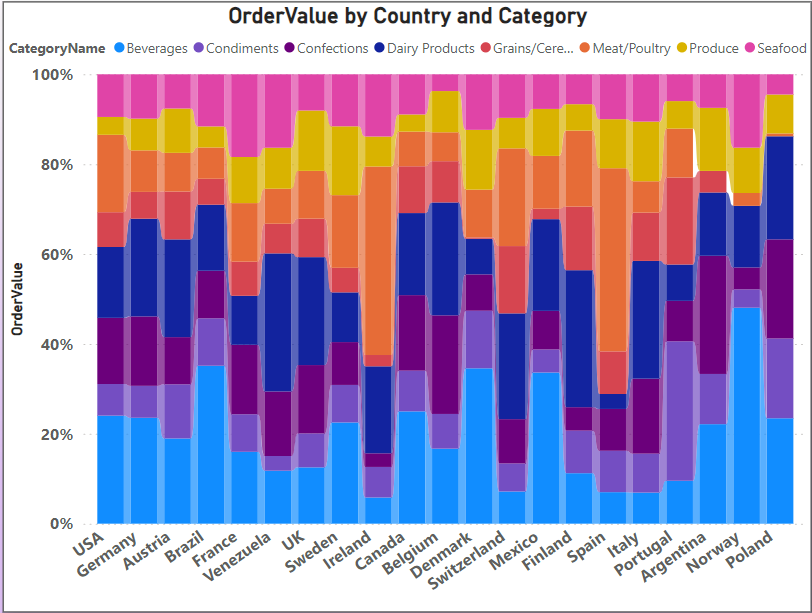 OrderValue by Country and Category
CategoryName Beverages Condiments Confections Dairy Products Grains/Cere... Meat/Poultry Produce Seafood
100%
80%
60%
40%
20%
0%
OrderValue
USA Germany Austria Brazil France Venezuela UK Sweden Ireland Canada Belgium Denmark Switzerland Mexico Finland Spain Italy Portugal Argentina Norway Poland